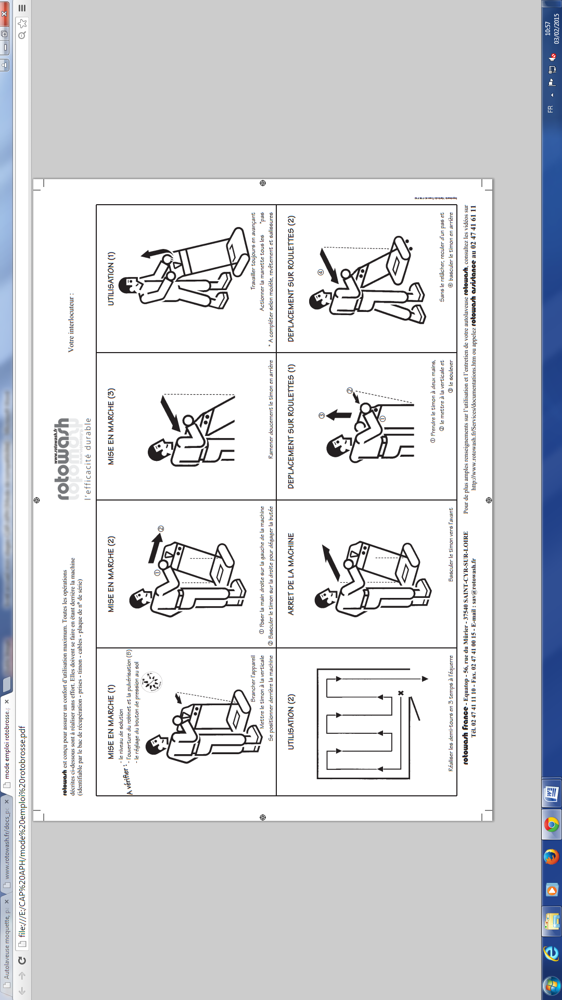 Autolaveuse moquette, pa
www.rotowash.fr/docs_pd
mode emploi rotobrosse.p
file:///E:/CAP%20APH/mode%20emploi%20rotobrosse.pdf
www.rotowash.fr
rotowash
l'efficacité durable
Votre interlocuteur :
rotowash est conçu pour assurer un confort d'utilisation maximum. Toutes les opérations
décrites ci-dessous sont à réaliser sans effort. Elles doivent se faire en étant derrière la machine
(identifiable par le bac de récupération - prises - timon - cables - plaque de n° de série)
MISE EN MARCHE (1)
A vérifier :
- le niveau de solution
- l'ouverture du robinet et la pulvérisation (B)
- le réglage du bouton de pression au sol
Brancher l'appareil
Mettre le timon à la verticale
Se positionner derrière la machine
MISE EN MARCHE (2)
①
②
① Poser la main droite sur la gauche de la machine
② Basculer le timon sur la droite pour dégager la butée
MISE EN MARCHE (3)
Ramener doucement le timon en arrière
UTILISATION (1)
Travailler toujours en avançant
Actionner la manette tous les *pas
* A compléter selon modèle, revêtement et salissures
UTILISATION (2)
Réaliser les demi-tours en 3 temps à l'équerre
ARRET DE LA MACHINE
Basculer le timon vers l'avant
DEPLACEMENT SUR ROULETTES (1)
③
②
①
① Prendre le timon à deux mains,
② le mettre à la verticale et
③ le soulever
DEPLACEMENT SUR ROULETTES (2)
④
Sans le relâcher, reculer d'un pas et
④ basculer le timon en arrière
rotowash France - Equatop - 56, rue du Mûrier - 37540 SAINT-CYR-SUR-LOIRE
Tél. 02 47 41 11 10 - Fax. 02 47 41 00 15 - E-mail : sav@rotowash.fr
Pour de plus amples renseignements sur l'utilisation et l'entretien de votre autolaveuse rotowash, consultez les vidéos sur
http://www.rotowash.fr/Services/documentations.htm ou appelez rotowash assistance au 02 47 41 61 11
FR
10:57
03/02/2015